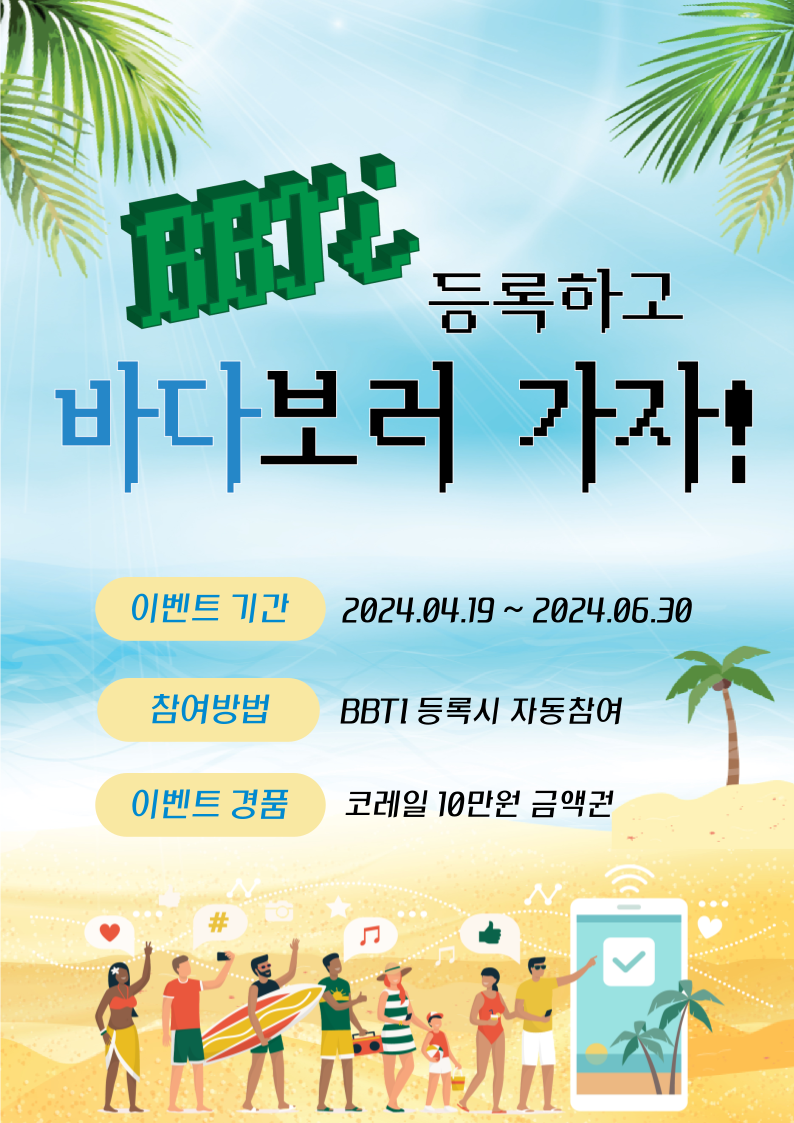 BBTi
등록하고
바다보러 가자!
이벤트 기간 2024.04.19 ~ 2024.06.30
참여방법 BBTI 등록시 자동참여
이벤트 경품 코레일 10만원 금액권
#